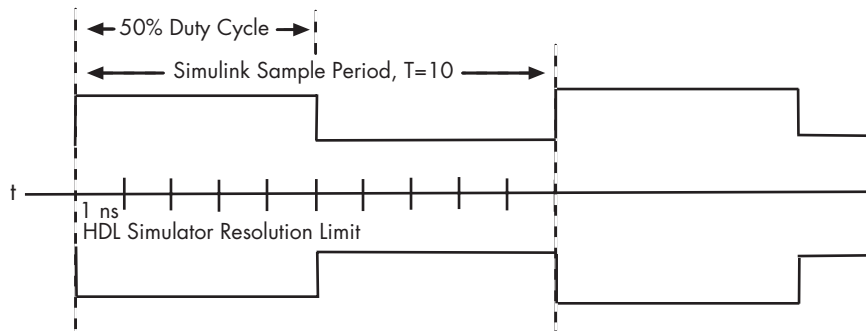 50% Duty Cycle
Simulink Sample Period, T=10
t
1 ns
HDL Simulator Resolution Limit